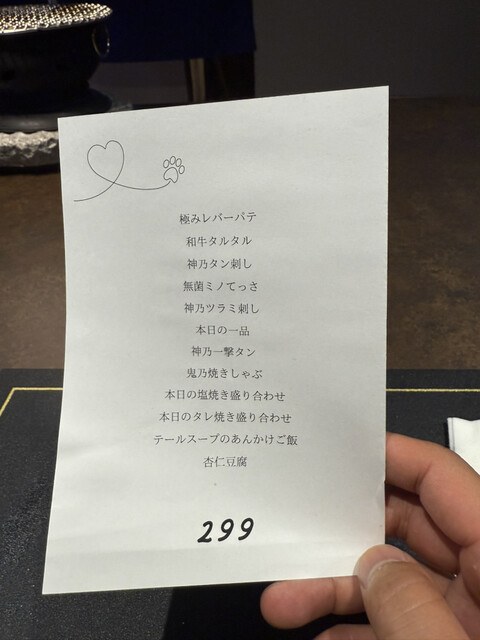 極みレバーパテ
和牛タルタル
神乃タン刺し
無菌ミノてっさ
神乃ツラミ刺し
本日の一品
神乃一撃タン
鬼乃焼きしゃぶ
本日の塩焼き盛り合わせ
本日のタレ焼き盛り合わせ
テールスープのあんかけご飯
杏仁豆腐
299